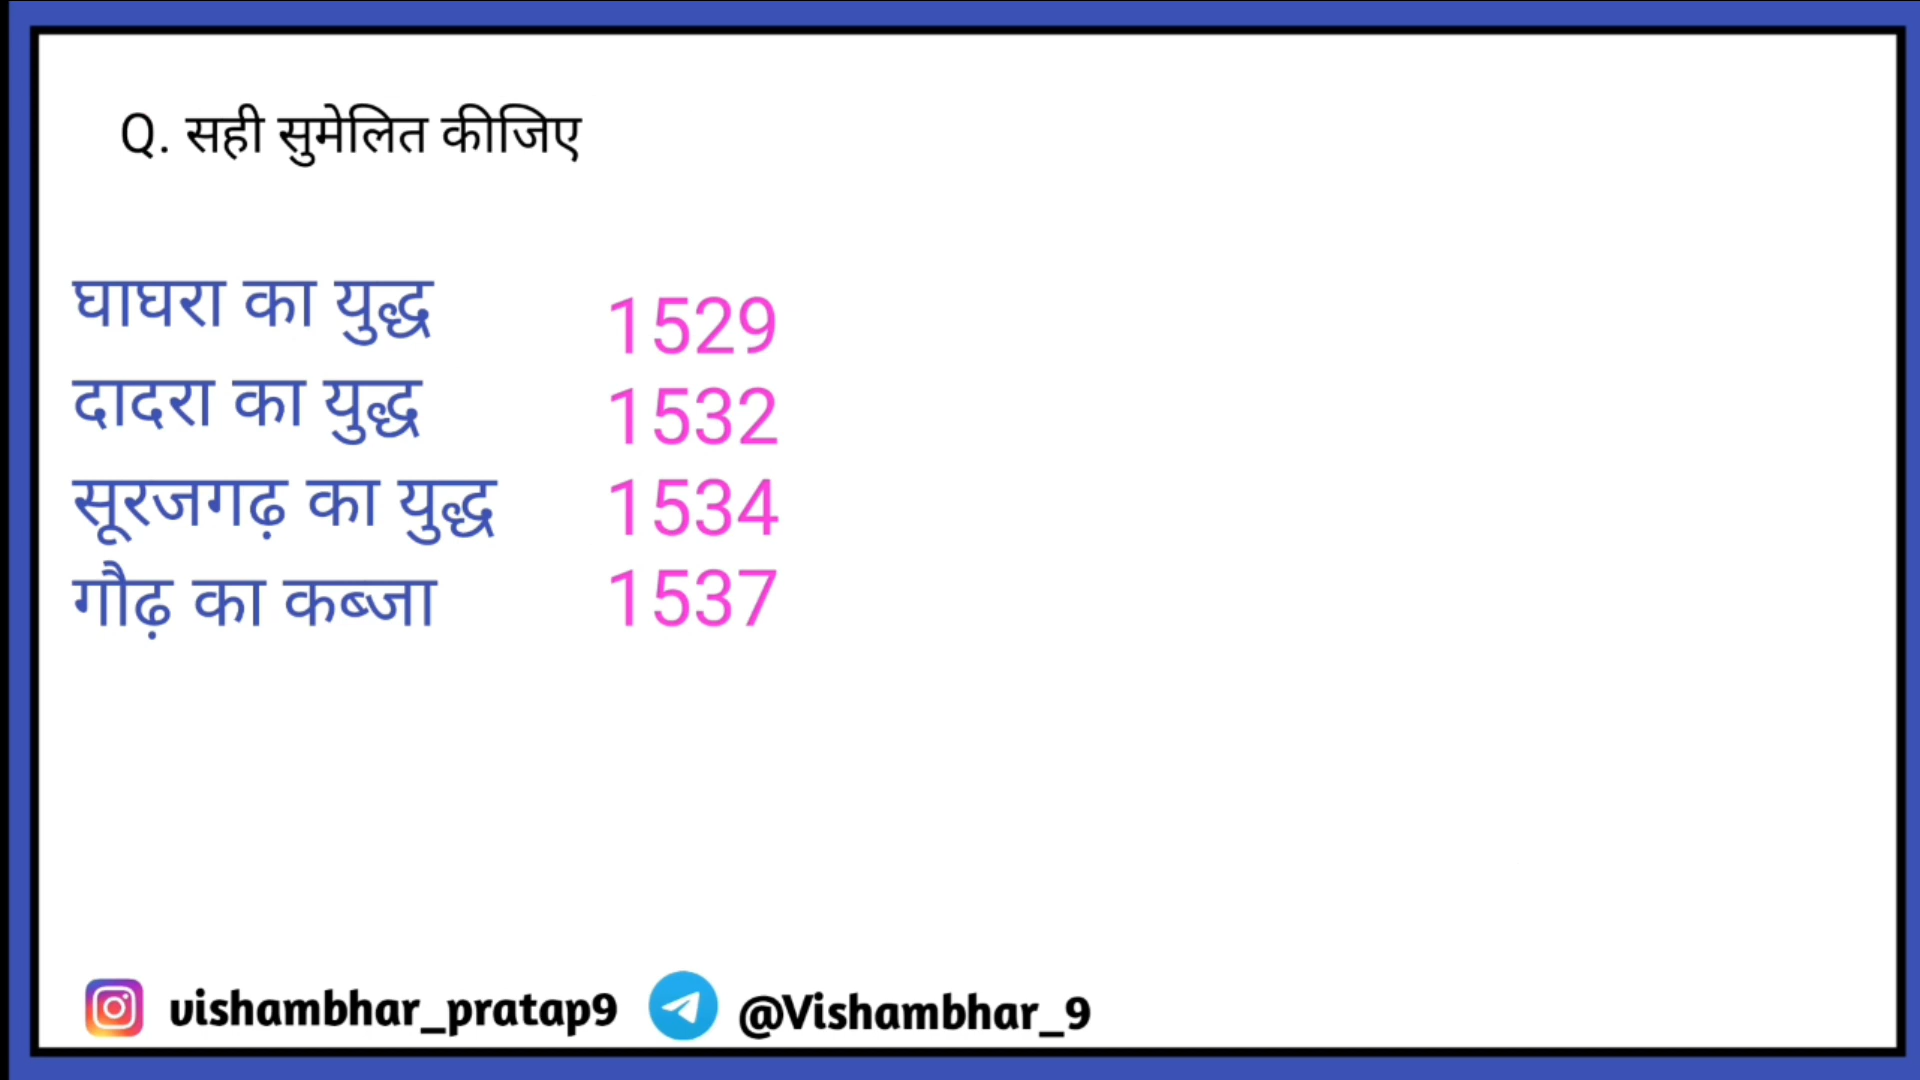 Q. सही सुमेलित कीजिए
घाघरा का युद्ध 1529
दादरा का युद्ध 1532
सूरजगढ़ का युद्ध 1534
गौढ़ का कब्जा 1537
vishambhar_pratap9 @Vishambhar_9